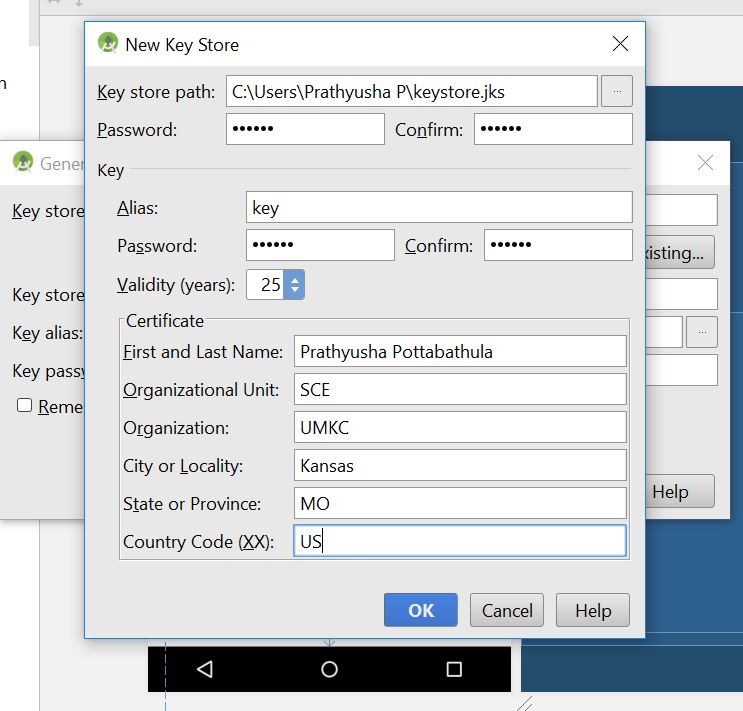 New Key Store
Key store path: C:\Users\Prathyusha P\keystore.jks ...
Password: •••••• Confirm: ••••••
Key
Alias: key
Password: •••••• Confirm: ••••••
Validity (years): 25
Certificate
First and Last Name: Prathyusha Pottabathula
Organizational Unit: SCE
Organization: UMKC
City or Locality: Kansas
State or Province: MO
Country Code (XX): US
OK Cancel Help
Gener
Key store
xisting...
Key store
Key alias: ...
Key passw
Reme
Help
n